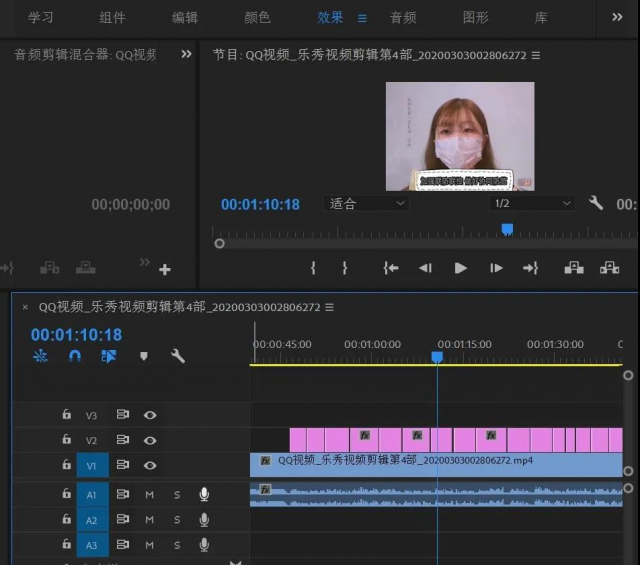 学习 组件 编辑 颜色 效果 音频 图形 库
音频剪辑混合器: QQ视频
节目: QQ视频_乐秀视频剪辑第4部_20200303002806272
00;00;00;00
00:01:10:18 适合 1/2 00:
× QQ视频_乐秀视频剪辑第4部_20200303002806272
00:01:10:18
00:00:45:00 00:01:00:00 00:01:15:00 00:01:30:00
V3
V2 fx fx fx
V1 fx QQ视频_乐秀视频剪辑第4部_20200303002806272.mp4
A1 M S fx
A2 M S
A3 M S